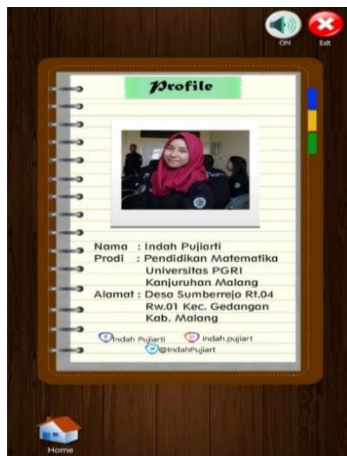 ON
Exit
Profile
Nama : Indah Pujiarti
Prodi : Pendidikan Matematika
Universitas PGRI
Kanjuruhan Malang
Alamat : Desa Sumberrejo Rt.04
Rw.01 Kec. Gedangan
Kab. Malang
Indah Pujiarti
indah.pujiart
@IndahPujiart
Home